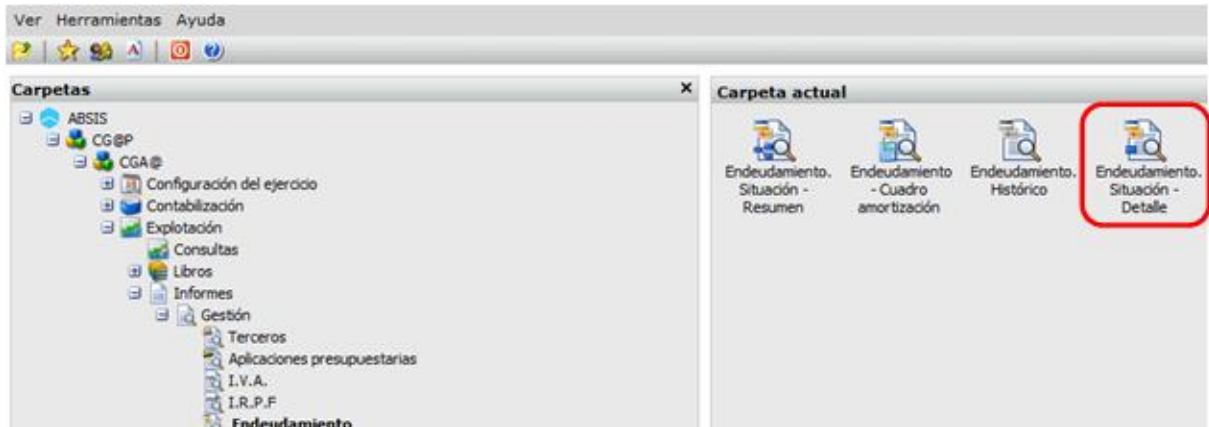 Ver Herramientas Ayuda
Carpetas
ABSIS
CG@P
CGA@
Configuración del ejercicio
Contabilización
Explotación
Consultas
Libros
Informes
Gestión
Terceros
Aplicaciones presupuestarias
I.V.A.
I.R.P.F
Endeudamiento
Carpeta actual
Endeudamiento.
Situación -
Resumen
Endeudamiento
- Cuadro
amortización
Endeudamiento.
Histórico
Endeudamiento.
Situación -
Detalle